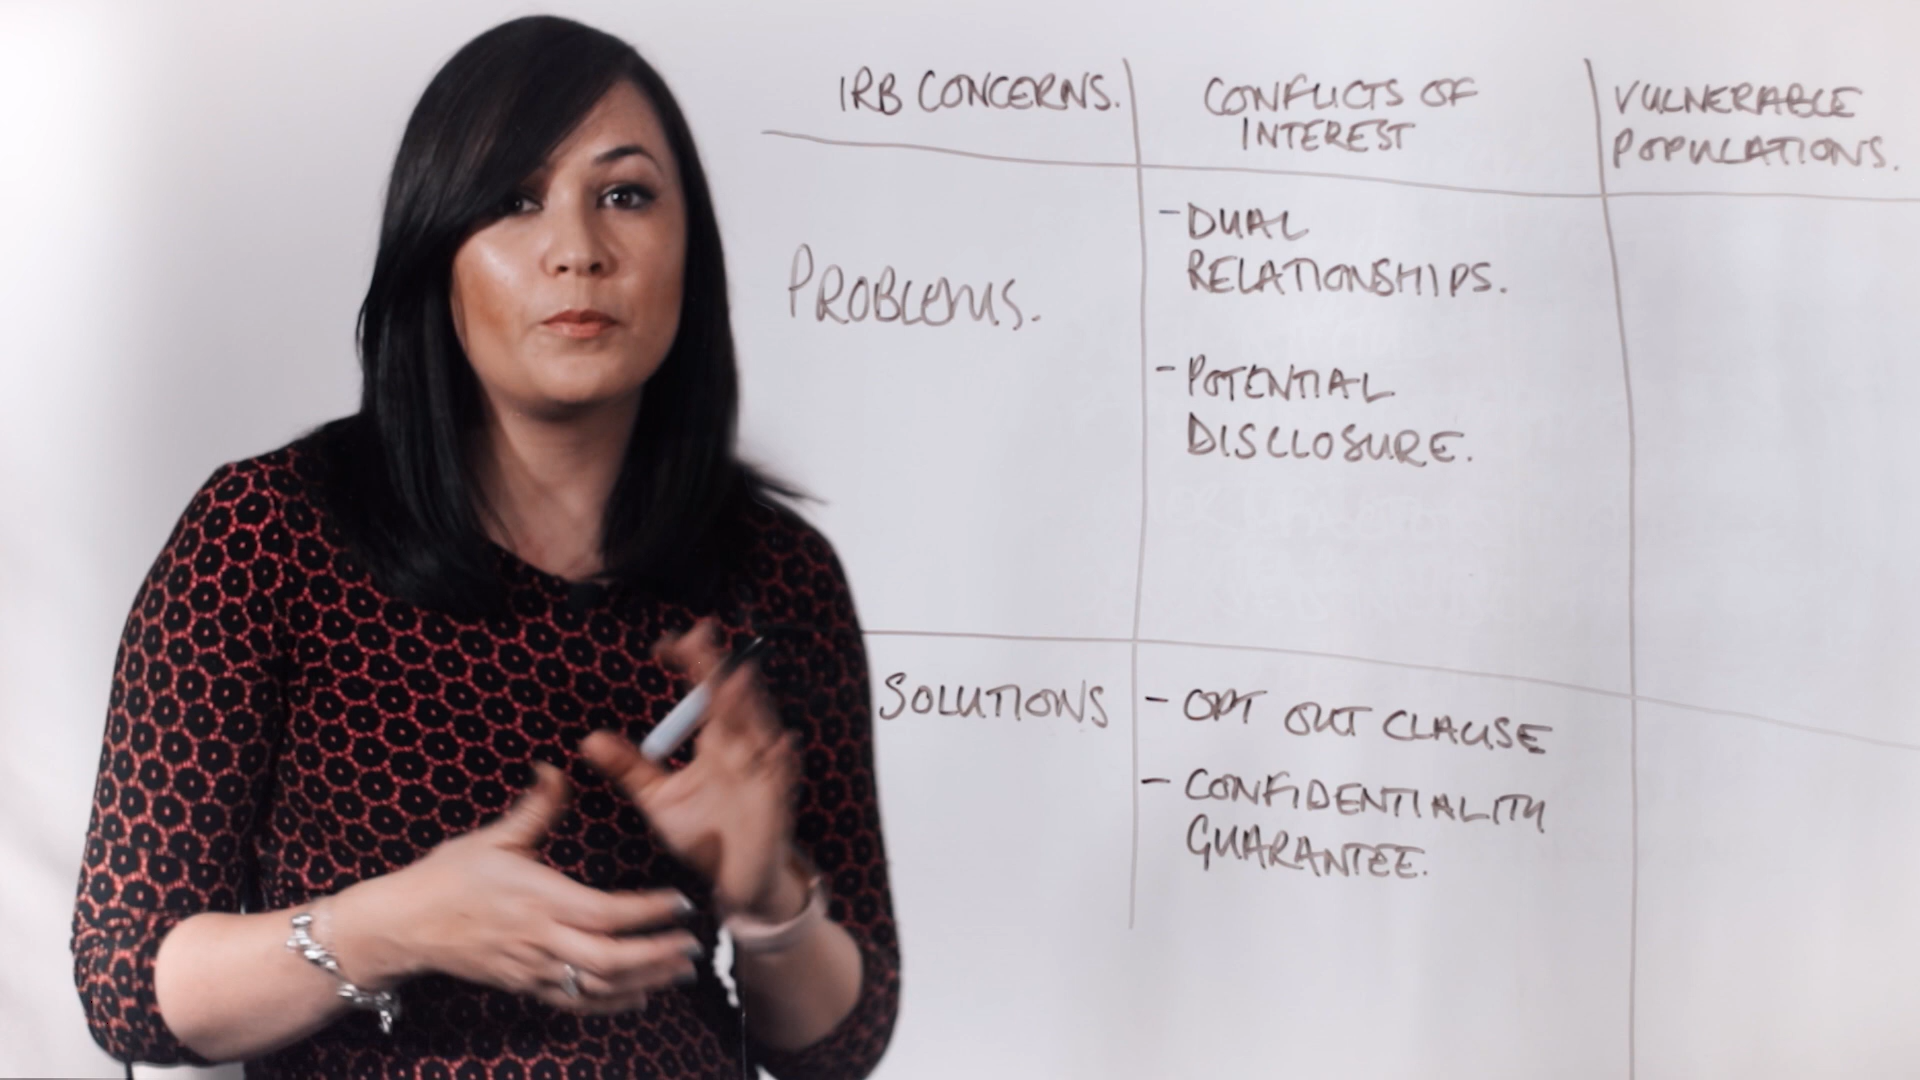 IRB CONCERNS.
CONFLICTS OF
INTEREST
VULNERABLE
POPULATIONS.
PROBLEMS.
- DUAL
RELATIONSHIPS.
- POTENTIAL
DISCLOSURE.
SOLUTIONS
- OPT OUT CLAUSE
- CONFIDENTIALITY
GUARANTEE.